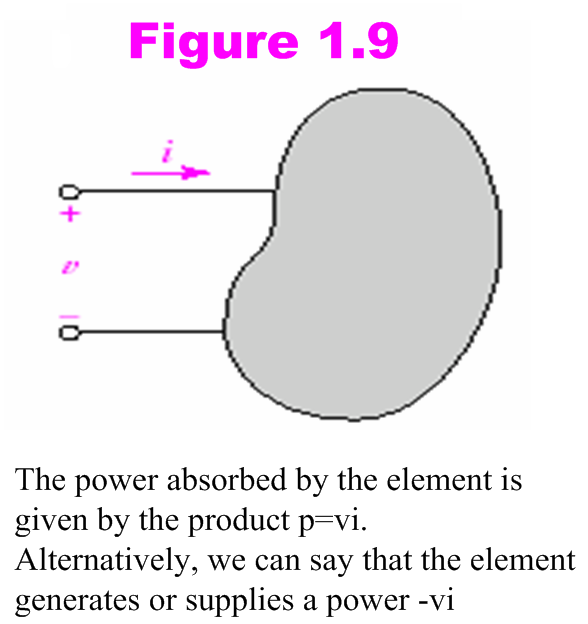 Figure 1.9
i
+
v
−
The power absorbed by the element is
given by the product p=vi.
Alternatively, we can say that the element
generates or supplies a power -vi